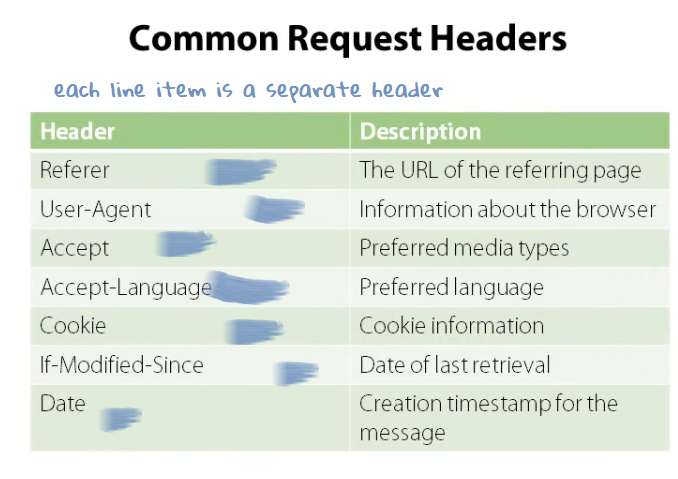 Common Request Headers
each line item is a separate header
Header Description
Referer The URL of the referring page
User-Agent Information about the browser
Accept Preferred media types
Accept-Language Preferred language
Cookie Cookie information
If-Modified-Since Date of last retrieval
Date Creation timestamp for the
message